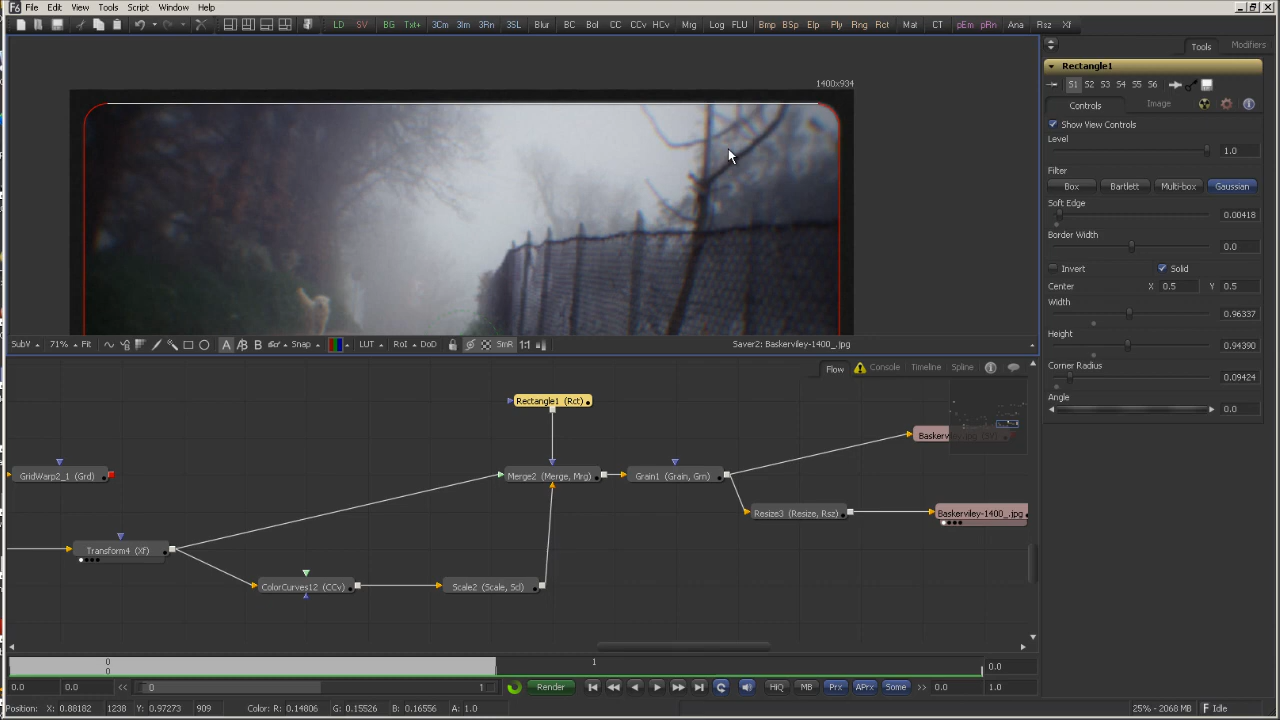 File Edit View Tools Script Window Help
LD SV BG Txt+ 3Cm 3Im 3Rn 3SL Blur BC Bol CC CCv HCv Mrg Log FLU Bmp BSp Elp Ply Rng Rct Mat CT pEm pRn Ana Rsz Xf
1400x934
Tools Modifiers
Rectangle1
S1 S2 S3 S4 S5 S6
Controls Image
Show View Controls
Level
1.0
Filter
Box Bartlett Multi-box Gaussian
Soft Edge
0.00418
Border Width
0.0
Invert Solid
Center X 0.5 Y 0.5
Width
0.96337
Height
0.94390
Corner Radius
0.09424
Angle
0.0
SubV 71% Fit A B Snap LUT RoI DoD SmR 1:1 Saver2: Baskerviley-1400_.jpg
Flow Console Timeline Spline
Rectangle1 (Rct)
GridWarp2_1 (Grd)
Merge2 (Merge, Mrg)
Grain1 (Grain, Grn)
Resize3 (Resize, Rsz)
Baskerviley-1400_.jpg
Transform4 (Xf)
ColorCurves12 (CCv)
Scale2 (Scale, Scl)
0 1 0.0
0
0.0 0.0 << 0 1 Render HiQ MB Prx APrx Some >> 0.0 1.0
Position: X: 0.88182 Y: 0.97273 Color: R: 0.14806 G: 0.15526 B: 0.16556 A: 1.0 25% - 2068 MB Idle